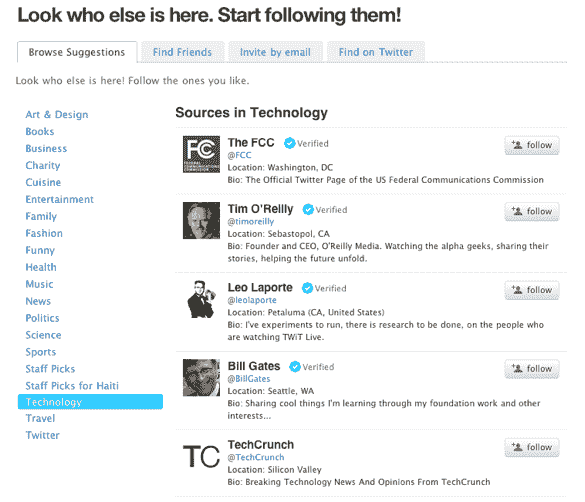 Look who else is here. Start following them!
Browse Suggestions
Find Friends
Invite by email
Find on Twitter
Look who else is here! Follow the ones you like.
Art & Design
Books
Business
Charity
Cuisine
Entertainment
Family
Fashion
Funny
Health
Music
News
Politics
Science
Sports
Staff Picks
Staff Picks for Haiti
Technology
Travel
Twitter
Sources in Technology
FC
FEDERAL COMMUNICATIONS COMMISSION
The FCC Verified
@FCC
Location: Washington, DC
Bio: The Official Twitter Page of the US Federal Communications Commission
follow
Tim O'Reilly Verified
@timoreilly
Location: Sebastopol, CA
Bio: Founder and CEO, O'Reilly Media. Watching the alpha geeks, sharing their
stories, helping the future unfold.
follow
Leo Laporte Verified
@leolaporte
Location: Petaluma (CA, United States)
Bio: I've experiments to run, there is research to be done, on the people who
are watching TWiT Live.
follow
Bill Gates Verified
@BillGates
Location: Seattle, WA
Bio: Sharing cool things I'm learning through my foundation work and other
interests...
follow
TC
TechCrunch
@TechCrunch
Location: Silicon Valley
Bio: Breaking Technology News And Opinions From TechCrunch
follow